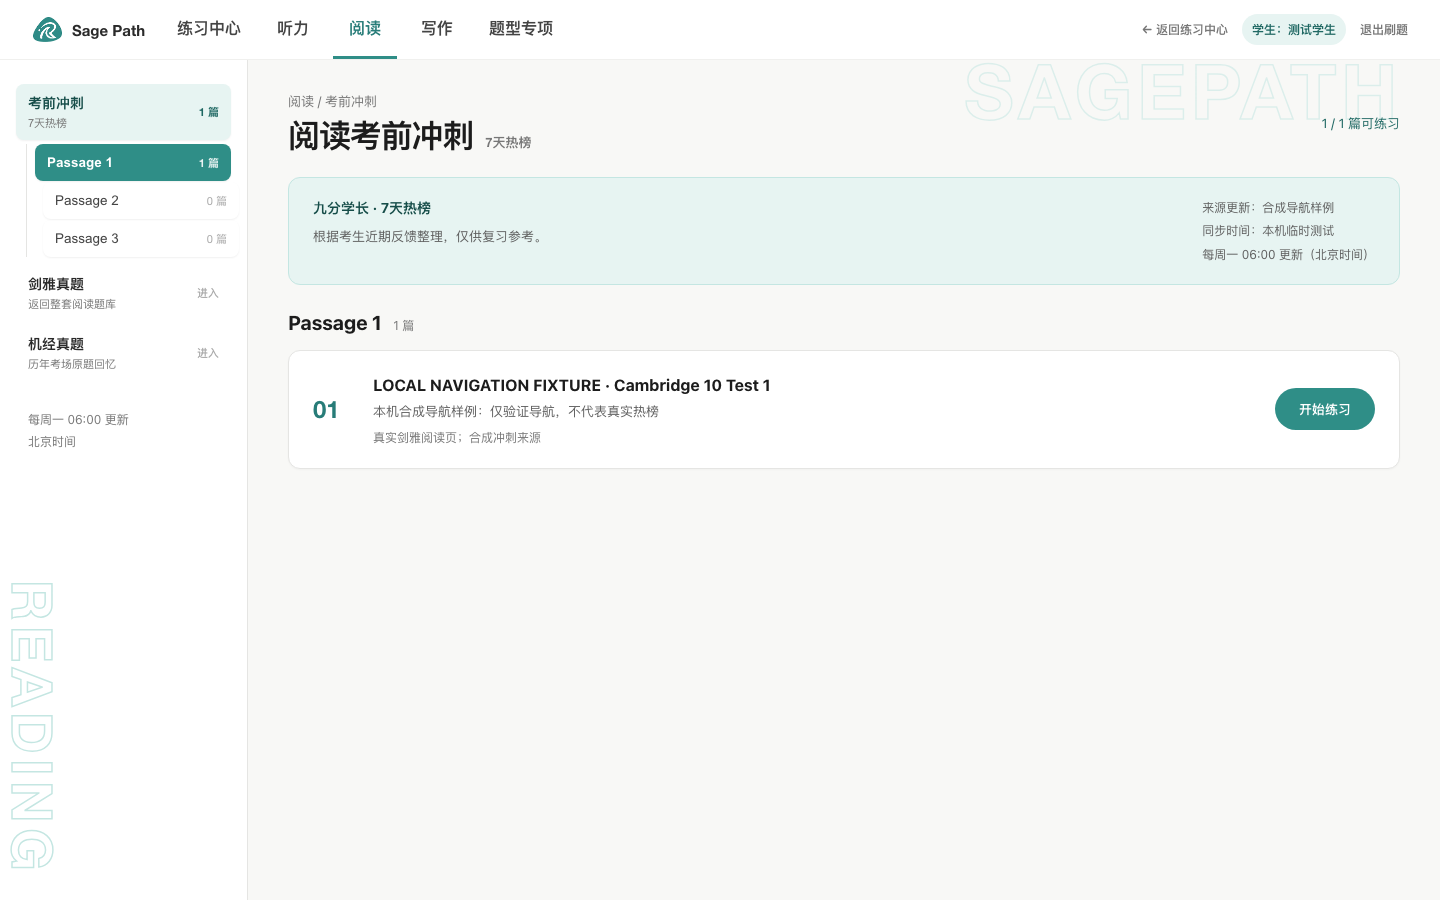 Sage Path
练习中心
听力
阅读
写作
题型专项
← 返回练习中心
学生：测试学生
退出刷题
考前冲刺
7天热榜
1 篇
Passage 1
1 篇
Passage 2
0 篇
Passage 3
0 篇
剑雅真题
返回整套阅读题库
进入
机经真题
历年考场原题回忆
进入
每周一 06:00 更新
北京时间
READING
SAGEPATH
阅读 / 考前冲刺
阅读考前冲刺 7天热榜
1 / 1 篇可练习
九分学长 · 7天热榜
根据考生近期反馈整理，仅供复习参考。
来源更新：合成导航样例
同步时间：本机临时测试
每周一 06:00 更新（北京时间）
Passage 1 1 篇
01
LOCAL NAVIGATION FIXTURE · Cambridge 10 Test 1
本机合成导航样例：仅验证导航，不代表真实热榜
真实剑雅阅读页；合成冲刺来源
开始练习